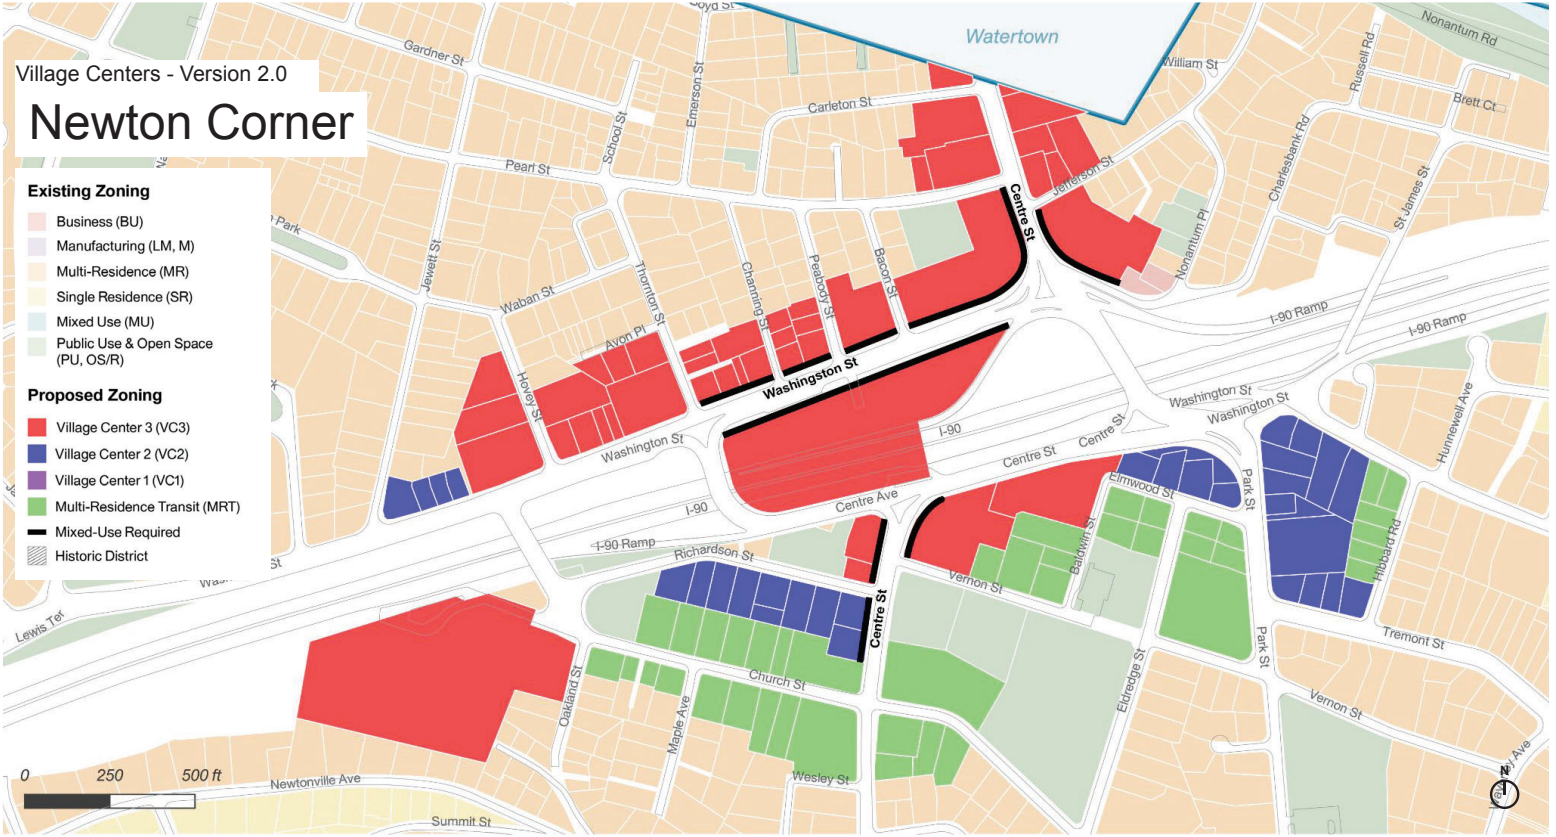 Village Centers - Version 2.0
Newton Corner
Existing Zoning
Business (BU)
Manufacturing (LM, M)
Multi-Residence (MR)
Single Residence (SR)
Mixed Use (MU)
Public Use & Open Space
(PU, OS/R)
Proposed Zoning
Village Center 3 (VC3)
Village Center 2 (VC2)
Village Center 1 (VC1)
Multi-Residence Transit (MRT)
Mixed-Use Required
Historic District
0 250 500 ft
Watertown
Nonantum Rd
Gardner St
Boyd St
William St
Russell Rd
Brett Ct
Emerson St
Carleton St
School St
Pearl St
Jefferson St
Charlesbank Rd
St James St
Centre St
Nonantum Pl
Park
Jewett St
Waban St
Thornton St
Channing St
Peabody St
Bacon St
Avon Pl
I-90 Ramp
I-90 Ramp
Hovey St
Washingston St
Washington St
Washington St
Washington St
Hunnewell Ave
I-90
Centre St
Centre St
Centre Ave
Elmwood St
Park St
I-90
I-90 Ramp
Richardson St
Baldwin St
Hibbard Rd
Vernon St
Lewis Ter
Centre St
Tremont St
Park St
Church St
Oakland St
Maple Ave
Eldredge St
Vernon St
Wesley St
Newtonville Ave
Summit St
N